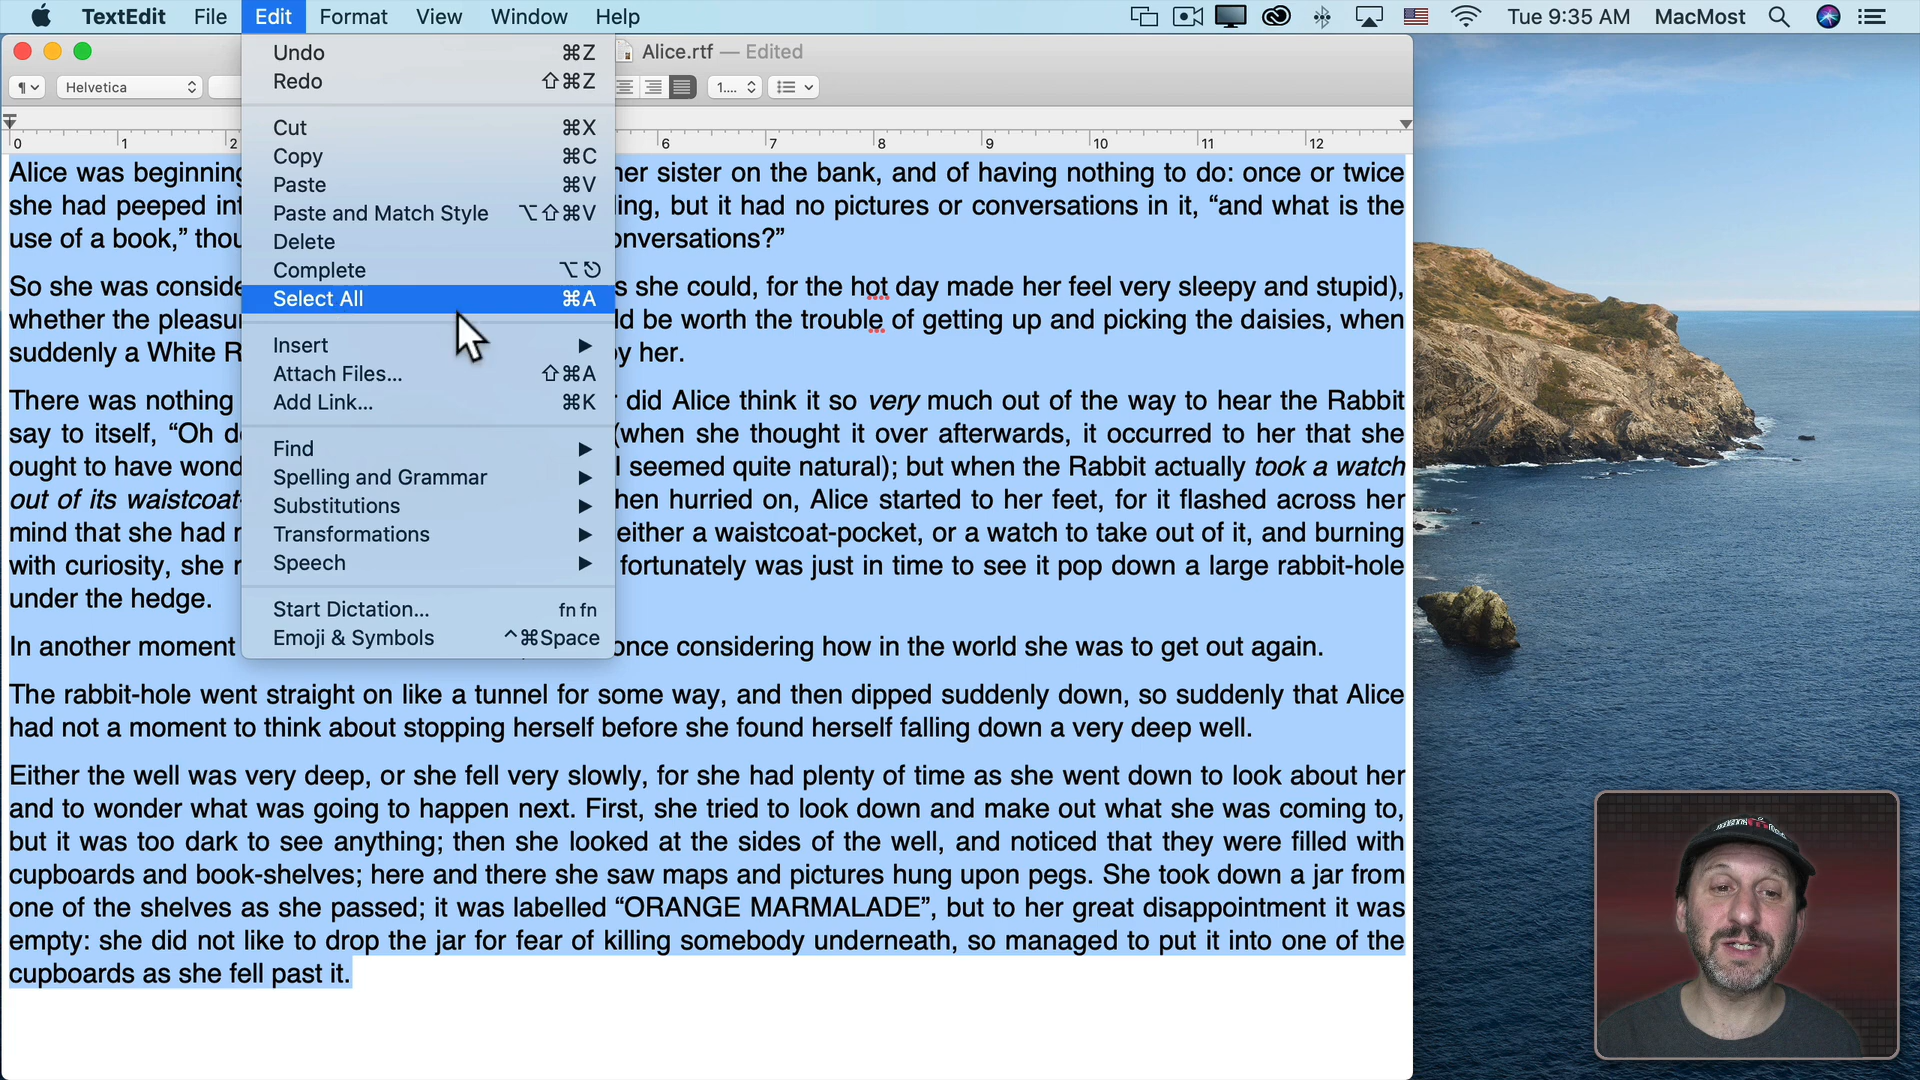 TextEdit File Edit Format View Window Help Tue 9:35 AM MacMost
Alice.rtf — Edited
¶ Helvetica 1....
0 1 2 6 7 8 9 10 11 12
Undo ⌘Z
Redo ⇧⌘Z
Cut ⌘X
Copy ⌘C
Paste ⌘V
Paste and Match Style ⌥⇧⌘V
Delete
Complete ⌥⎋
Select All ⌘A
Insert ▶
Attach Files... ⇧⌘A
Add Link... ⌘K
Find ▶
Spelling and Grammar ▶
Substitutions ▶
Transformations ▶
Speech ▶
Start Dictation... fn fn
Emoji & Symbols ^⌘Space
Alice was beginning her sister on the bank, and of having nothing to do: once or twice
she had peeped int ing, but it had no pictures or conversations in it, “and what is the
use of a book,” thou onversations?”
So she was conside s she could, for the hot day made her feel very sleepy and stupid),
whether the pleasur ld be worth the trouble of getting up and picking the daisies, when
suddenly a White R by her.
There was nothing did Alice think it so very much out of the way to hear the Rabbit
say to itself, “Oh d (when she thought it over afterwards, it occurred to her that she
ought to have wond l seemed quite natural); but when the Rabbit actually took a watch
out of its waistcoat- hen hurried on, Alice started to her feet, for it flashed across her
mind that she had either a waistcoat-pocket, or a watch to take out of it, and burning
with curiosity, she fortunately was just in time to see it pop down a large rabbit-hole
under the hedge.
In another moment once considering how in the world she was to get out again.
The rabbit-hole went straight on like a tunnel for some way, and then dipped suddenly down, so suddenly that Alice
had not a moment to think about stopping herself before she found herself falling down a very deep well.
Either the well was very deep, or she fell very slowly, for she had plenty of time as she went down to look about her
and to wonder what was going to happen next. First, she tried to look down and make out what she was coming to,
but it was too dark to see anything; then she looked at the sides of the well, and noticed that they were filled with
cupboards and book-shelves; here and there she saw maps and pictures hung upon pegs. She took down a jar from
one of the shelves as she passed; it was labelled “ORANGE MARMALADE”, but to her great disappointment it was
empty: she did not like to drop the jar for fear of killing somebody underneath, so managed to put it into one of the
cupboards as she fell past it.